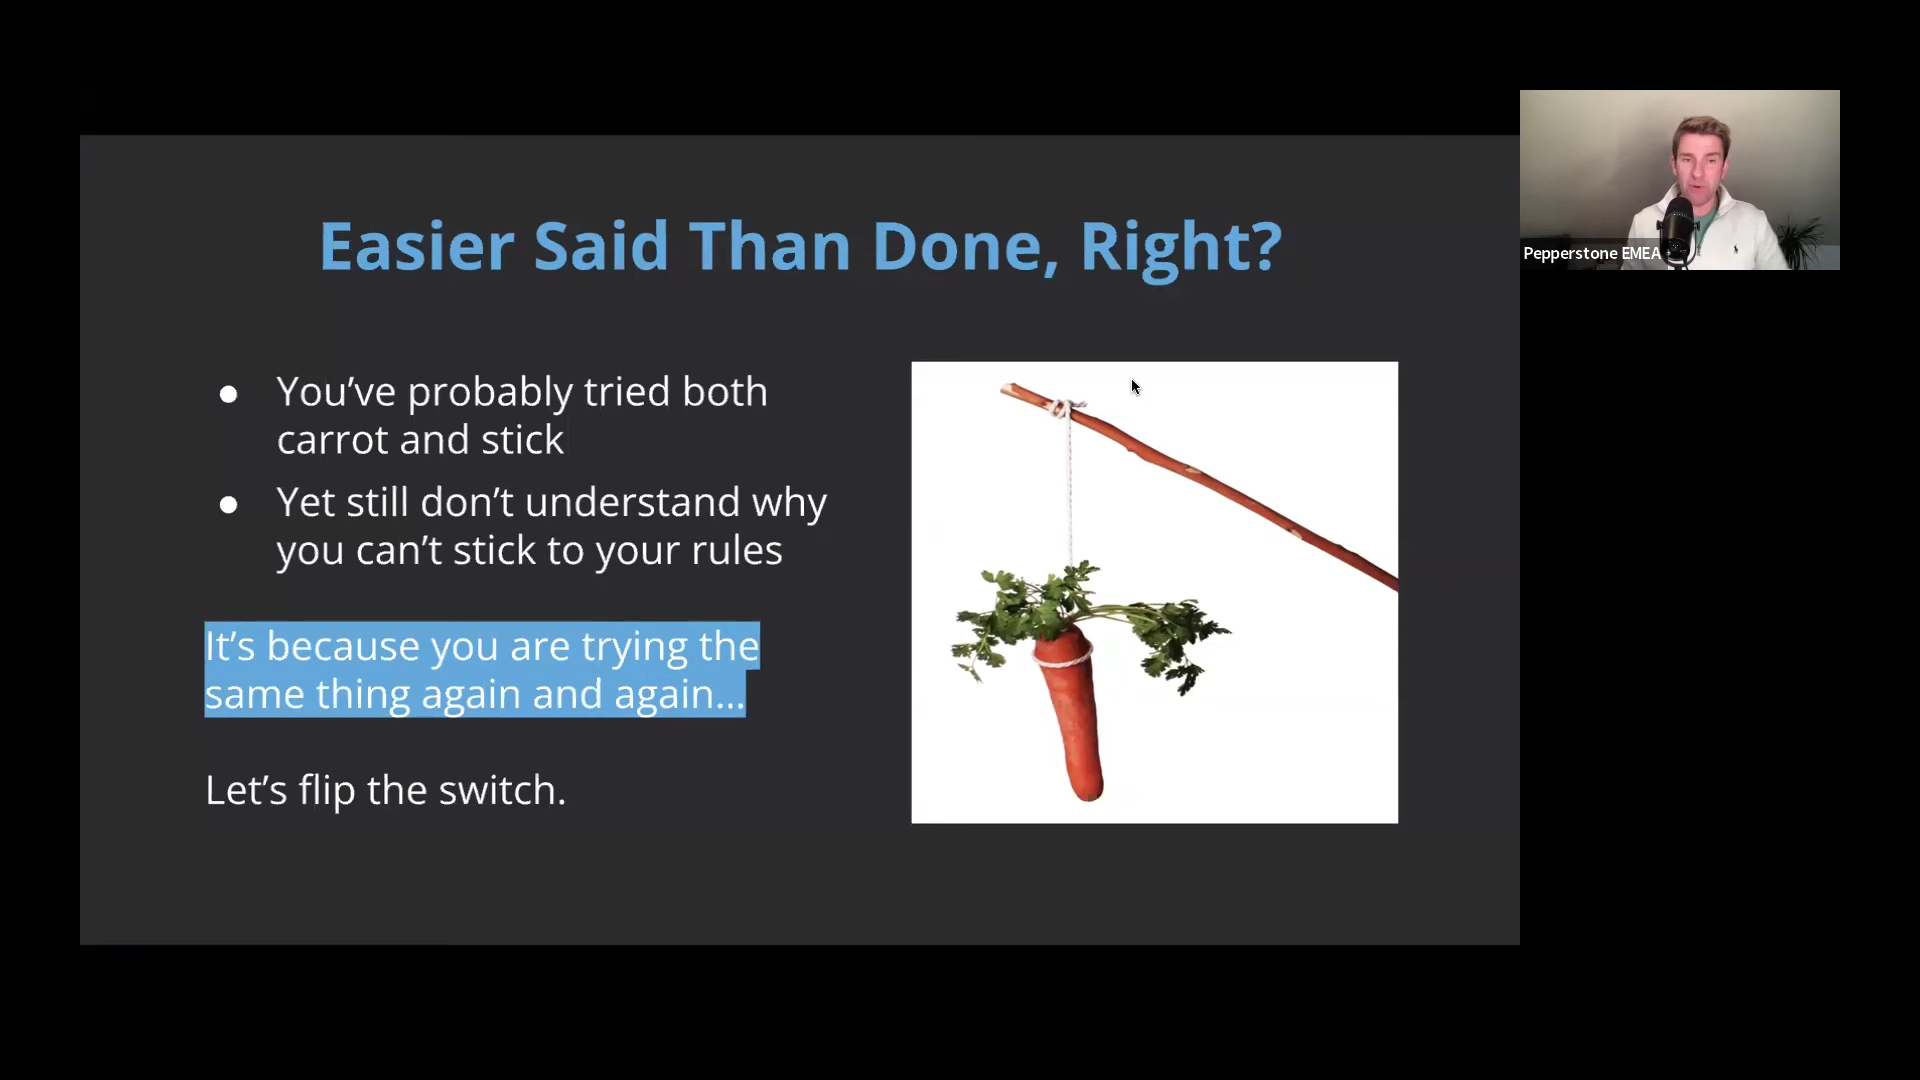 Easier Said Than Done, Right?
● You’ve probably tried both
carrot and stick
● Yet still don’t understand why
you can’t stick to your rules
It’s because you are trying the
same thing again and again...
Let’s flip the switch.
Pepperstone EMEA